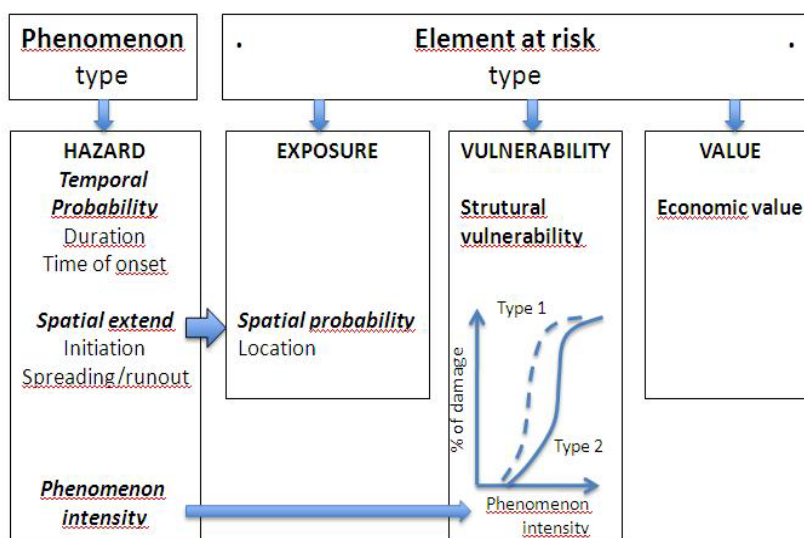 Phenomenon
type
. Element at risk .
type
HAZARD
Temporal
Probability
Duration
Time of onset
Spatial extend
Initiation
Spreading/runout
Phenomenon
intensity
EXPOSURE
Spatial probability
Location
VULNERABILITY
Strutural
vulnerability
Type 1
% of damage
Type 2
Phenomenon
intensity
VALUE
Economic value